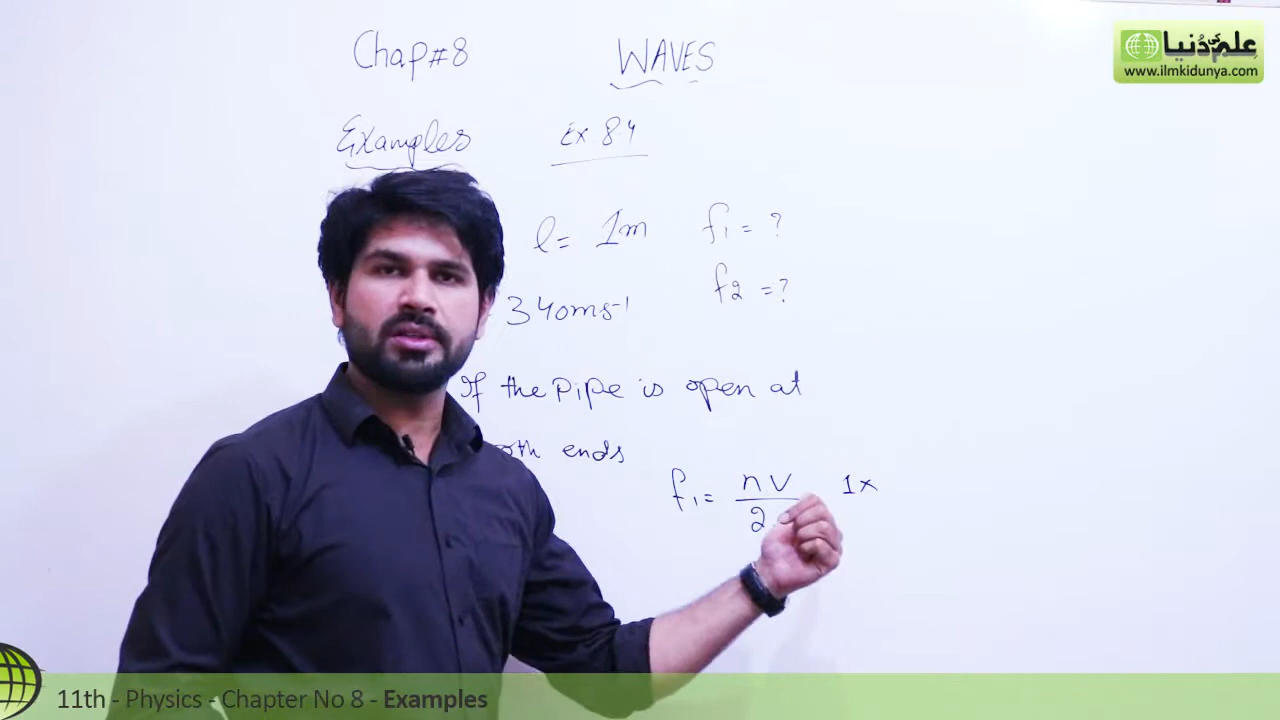 Chap#8 WAVES
علم کی دُنیا
www.ilmkidunya.com
Examples Ex 8.4
l = 1m f₁ = ?
f2 = ?
340ms⁻¹
If the pipe is open at
ends
f₁ = nv 1x
2
11th - Physics - Chapter No 8 - Examples